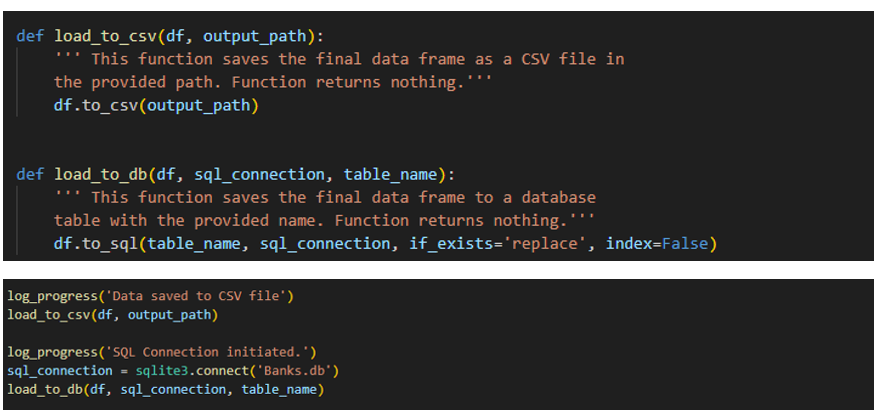 def load_to_csv(df, output_path):
    ''' This function saves the final data frame as a CSV file in
    the provided path. Function returns nothing.'''
    df.to_csv(output_path)
def load_to_db(df, sql_connection, table_name):
    ''' This function saves the final data frame to a database
    table with the provided name. Function returns nothing.'''
    df.to_sql(table_name, sql_connection, if_exists='replace', index=False)
log_progress('Data saved to CSV file')
load_to_csv(df, output_path)
log_progress('SQL Connection initiated.')
sql_connection = sqlite3.connect('Banks.db')
load_to_db(df, sql_connection, table_name)